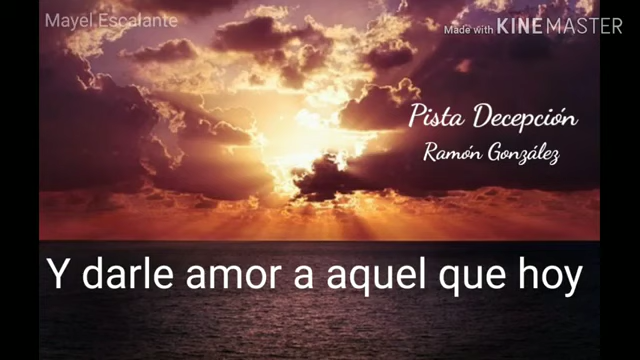 Mayel Escalante
Made with KINEMASTER
Pista Decepción
Ramón González
Y darle amor a aquel que hoy